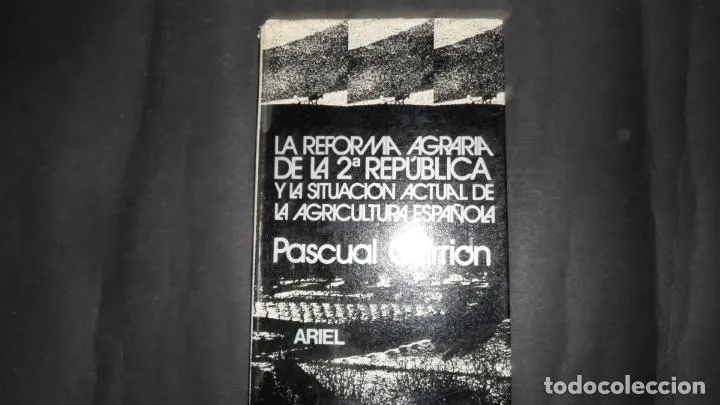 LA REFORMA AGRARIA
DE LA 2ª REPÚBLICA
Y LA SITUACION ACTUAL DE
LA AGRICULTURA ESPAÑOLA
Pascual Carrion
ARIEL
todocoleccion